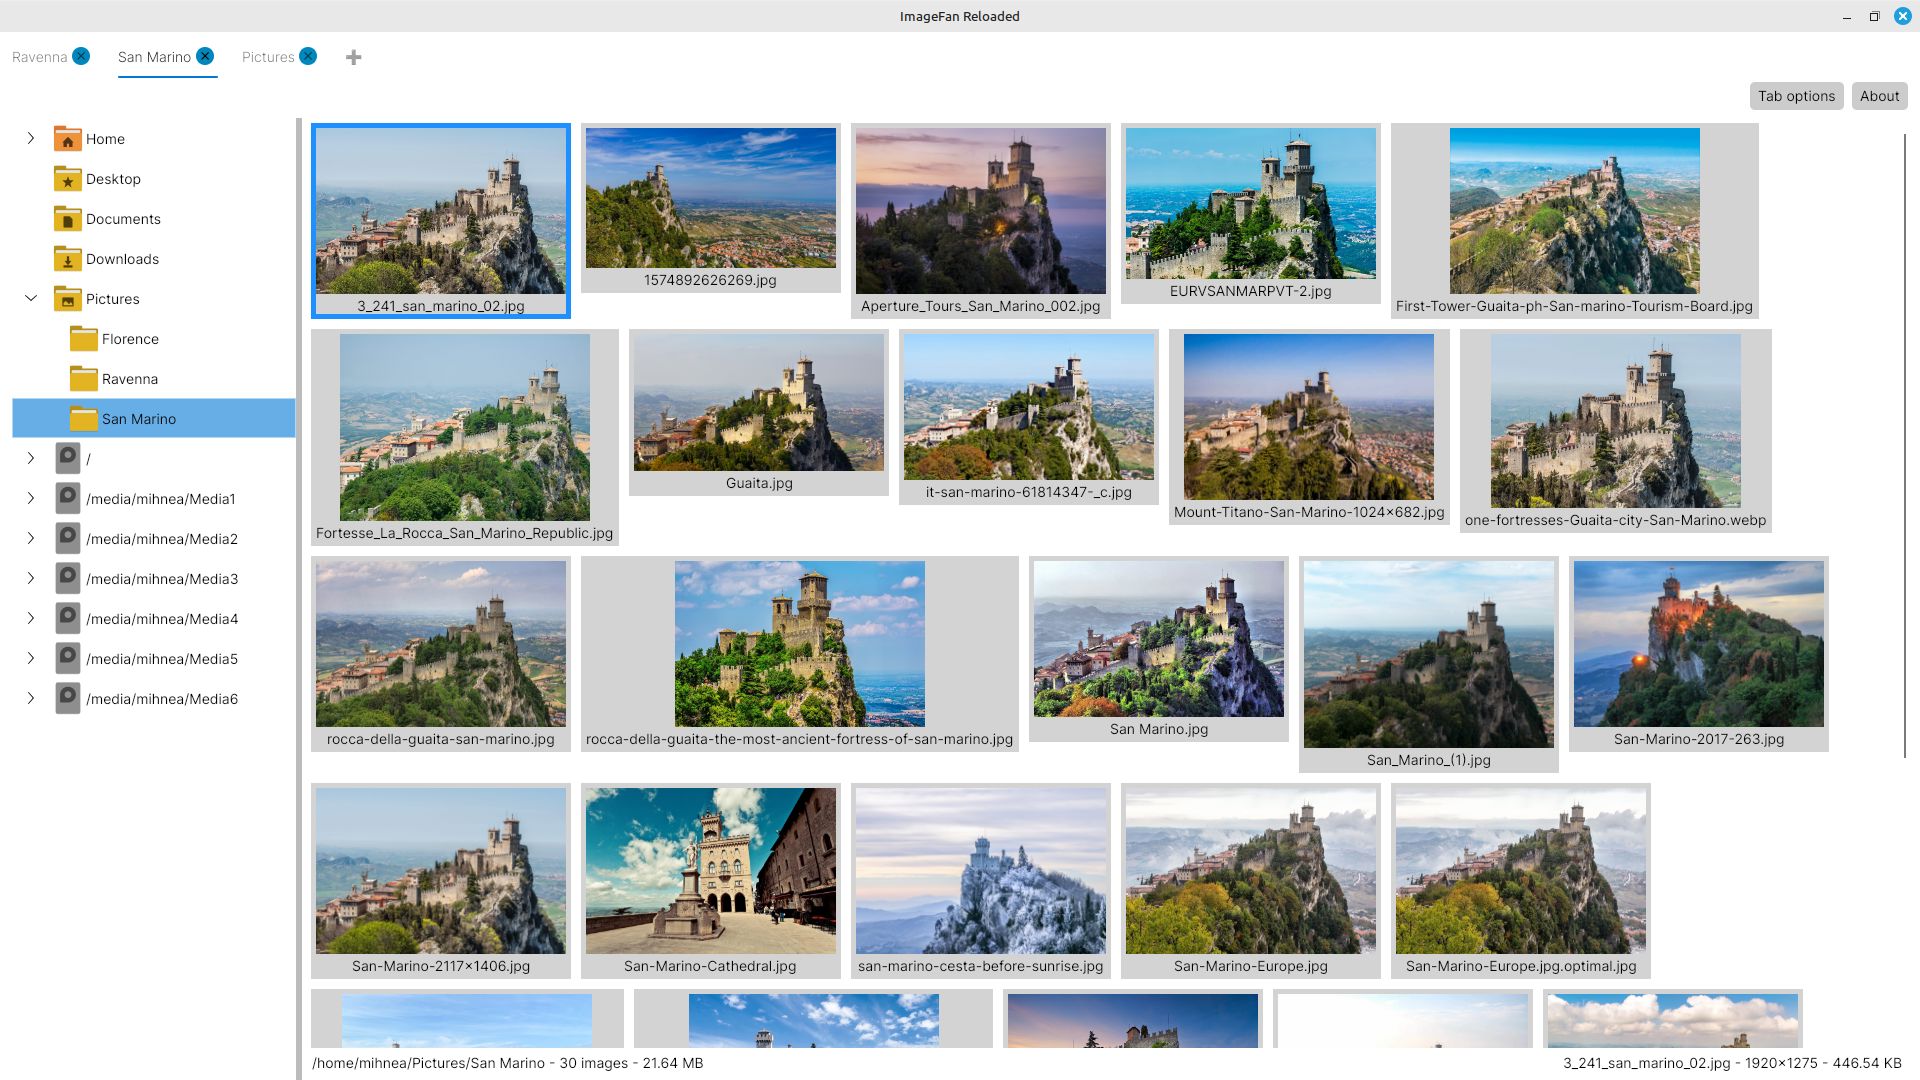 ImageFan Reloaded
Ravenna San Marino Pictures
Tab options About
Home
Desktop
Documents
Downloads
Pictures
Florence
Ravenna
San Marino
/
/media/mihnea/Media1
/media/mihnea/Media2
/media/mihnea/Media3
/media/mihnea/Media4
/media/mihnea/Media5
/media/mihnea/Media6
3_241_san_marino_02.jpg
1574892626269.jpg
Aperture_Tours_San_Marino_002.jpg
EURVSANMARPVT-2.jpg
First-Tower-Guaita-ph-San-marino-Tourism-Board.jpg
Fortesse_La_Rocca_San_Marino_Republic.jpg
Guaita.jpg
it-san-marino-61814347-_c.jpg
Mount-Titano-San-Marino-1024×682.jpg
one-fortresses-Guaita-city-San-Marino.webp
rocca-della-guaita-san-marino.jpg
rocca-della-guaita-the-most-ancient-fortress-of-san-marino.jpg
San Marino.jpg
San_Marino_(1).jpg
San-Marino-2017-263.jpg
San-Marino-2117×1406.jpg
San-Marino-Cathedral.jpg
san-marino-cesta-before-sunrise.jpg
San-Marino-Europe.jpg
San-Marino-Europe.jpg.optimal.jpg
/home/mihnea/Pictures/San Marino - 30 images - 21.64 MB
3_241_san_marino_02.jpg - 1920×1275 - 446.54 KB